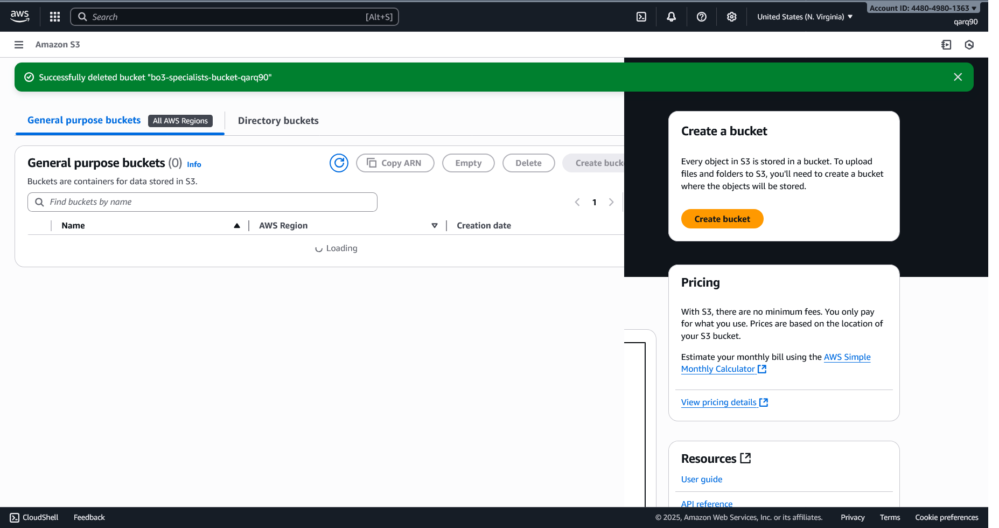 aws
Search
[Alt+S]
United States (N. Virginia)
Account ID: 4480-4980-1363
qarq90
Amazon S3
Successfully deleted bucket "bo3-specialists-bucket-qarq90"
General purpose buckets
All AWS Regions
Directory buckets
General purpose buckets (0) Info
Copy ARN
Empty
Delete
Create buck
Buckets are containers for data stored in S3.
Find buckets by name
1
Name
AWS Region
Creation date
Loading
Create a bucket
Every object in S3 is stored in a bucket. To upload
files and folders to S3, you'll need to create a bucket
where the objects will be stored.
Create bucket
Pricing
With S3, there are no minimum fees. You only pay
for what you use. Prices are based on the location of
your S3 bucket.
Estimate your monthly bill using the AWS Simple
Monthly Calculator
View pricing details
Resources
User guide
API reference
CloudShell
Feedback
© 2025, Amazon Web Services, Inc. or its affiliates.
Privacy
Terms
Cookie preferences